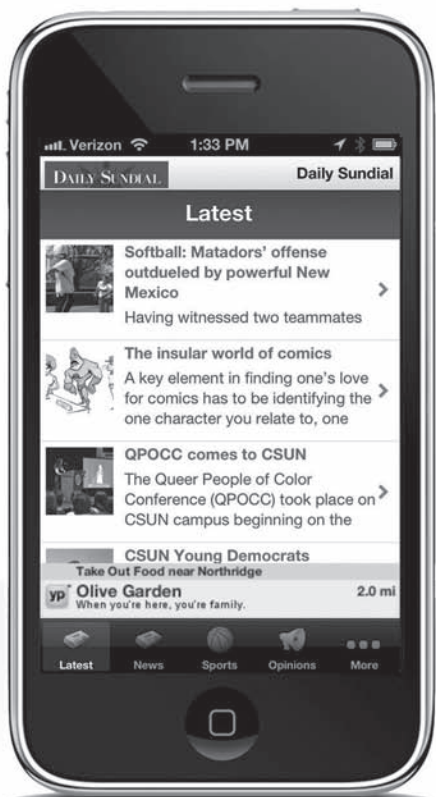 Verizon 1:33 PM
DAILY SUNDIAL Daily Sundial
Latest
Softball: Matadors' offense
outdueled by powerful New
Mexico
Having witnessed two teammates
The insular world of comics
A key element in finding one's love
for comics has to be identifying the
one character you relate to, one
QPOCC comes to CSUN
The Queer People of Color
Conference (QPOCC) took place on
CSUN campus beginning on the
CSUN Young Democrats
Take Out Food near Northridge
yp Olive Garden 2.0 mi
When you're here, you're family.
Latest News Sports Opinions More